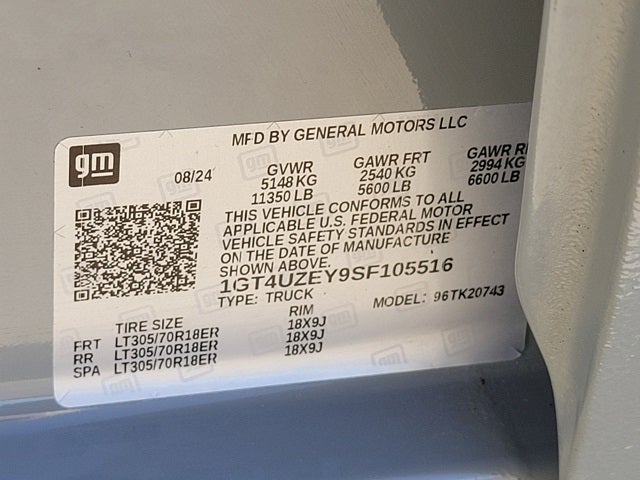 MFD BY GENERAL MOTORS LLC
gm
08/24
GVWR
5148 KG
11350 LB
GAWR FRT
2540 KG
5600 LB
GAWR
2994 KG
6600 LB
THIS VEHICLE CONFORMS TO ALL
APPLICABLE U.S. FEDERAL MOTOR
VEHICLE SAFETY STANDARDS IN EFFECT
ON THE DATE OF MANUFACTURE
SHOWN ABOVE.
1GT4UZEY9SF105516
TYPE: TRUCK
MODEL: 96TK20743
TIRE SIZE RIM
FRT LT305/70R18ER 18X9J
RR LT305/70R18ER 18X9J
SPA LT305/70R18ER 18X9J